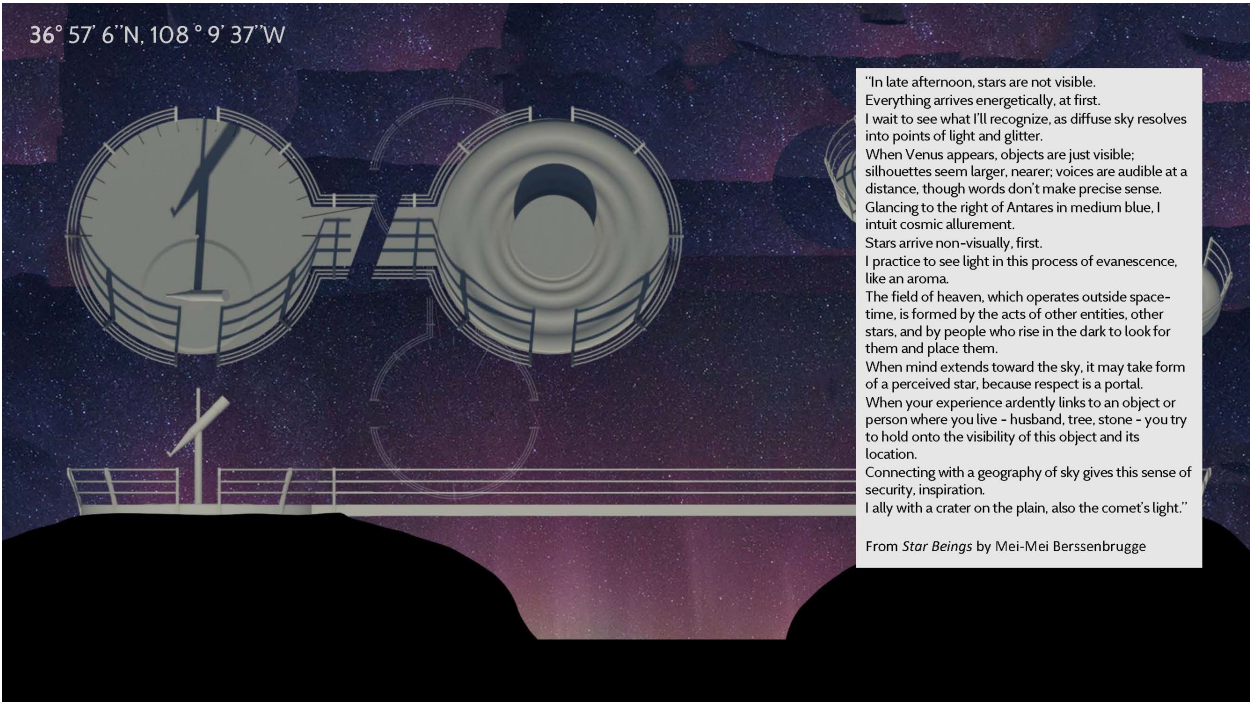 36° 57’ 6’’N, 108 ° 9’ 37’’W
“In late afternoon, stars are not visible.
Everything arrives energetically, at first.
I wait to see what I’ll recognize, as diffuse sky resolves
into points of light and glitter.
When Venus appears, objects are just visible;
silhouettes seem larger, nearer; voices are audible at a
distance, though words don’t make precise sense.
Glancing to the right of Antares in medium blue, I
intuit cosmic allurement.
Stars arrive non-visually, first.
I practice to see light in this process of evanescence,
like an aroma.
The field of heaven, which operates outside space-
time, is formed by the acts of other entities, other
stars, and by people who rise in the dark to look for
them and place them.
When mind extends toward the sky, it may take form
of a perceived star, because respect is a portal.
When your experience ardently links to an object or
person where you live - husband, tree, stone - you try
to hold onto the visibility of this object and its
location.
Connecting with a geography of sky gives this sense of
security, inspiration.
I ally with a crater on the plain, also the comet’s light.”
From Star Beings by Mei-Mei Berssenbrugge